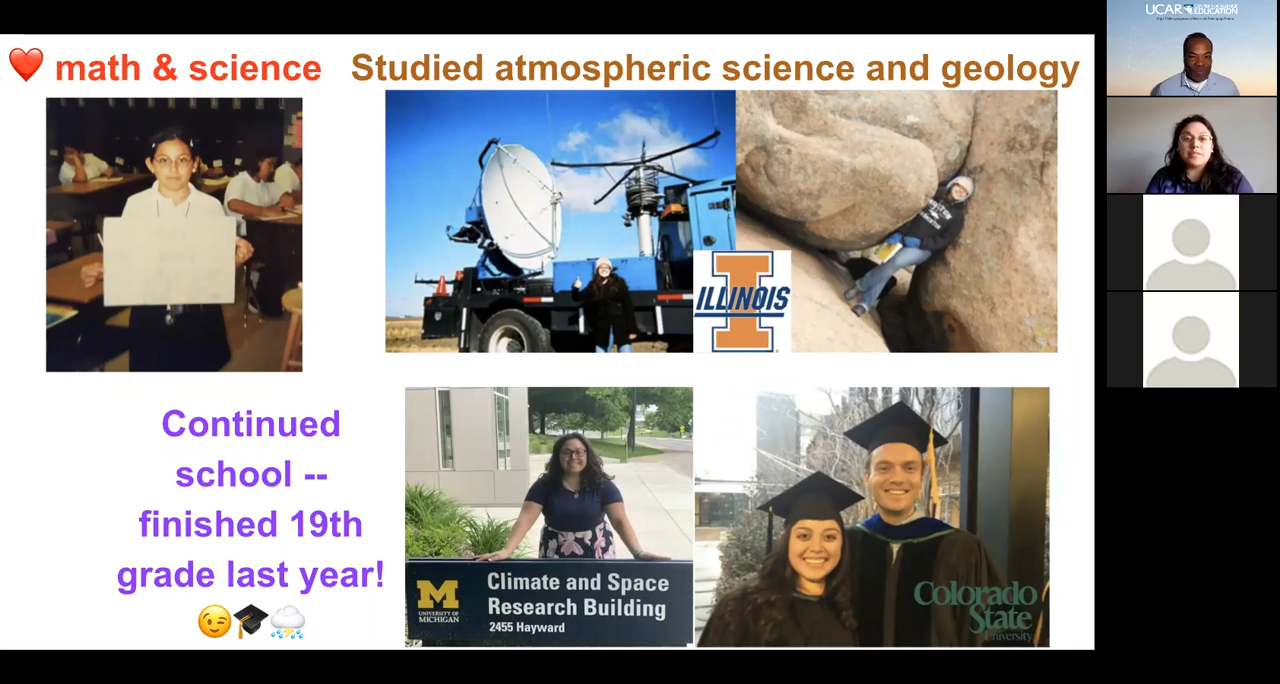 ❤️ math & science
Studied atmospheric science and geology
ILLINOIS
Continued
school --
finished 19th
grade last year!
😉🎓⛈️
M
UNIVERSITY OF
MICHIGAN
Climate and Space
Research Building
2455 Hayward
Colorado
State
University
UCAR
EDUCATION